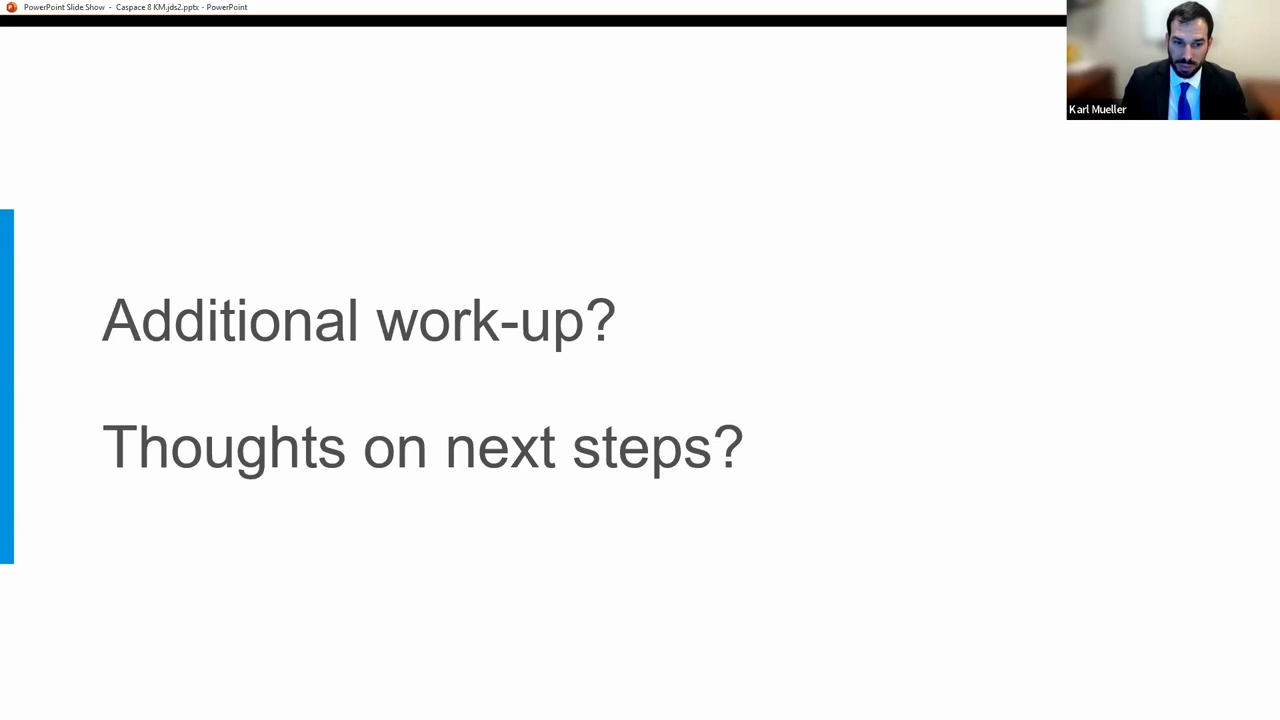 PowerPoint Slide Show - Caspace 8 KM.jds2.pptx - PowerPoint
Karl Mueller
Additional work-up?
Thoughts on next steps?